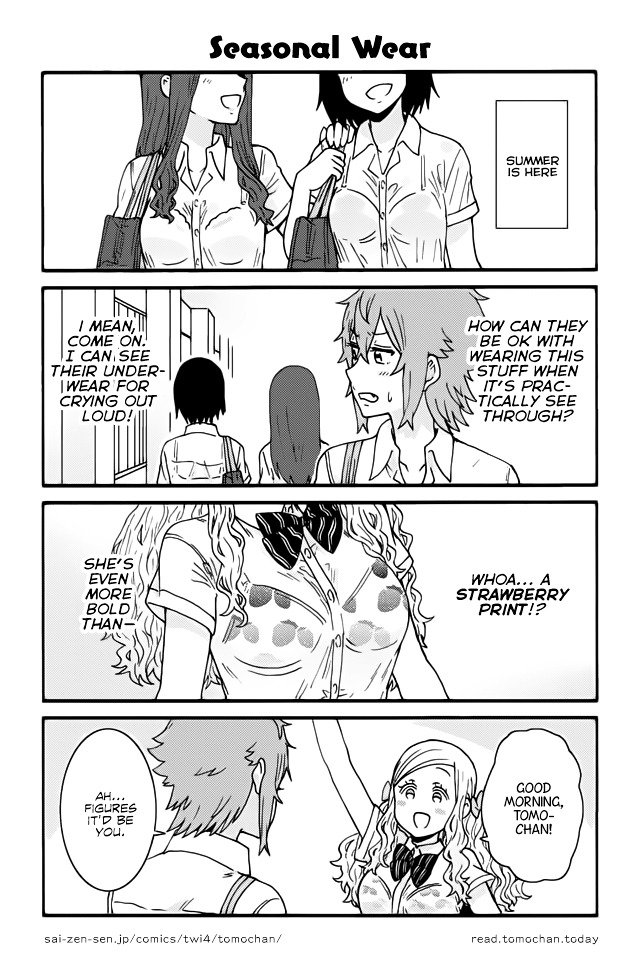 Seasonal Wear
SUMMER
IS HERE
I MEAN,
COME ON.
I CAN SEE
THEIR UNDER-
WEAR FOR
CRYING OUT
LOUD!
HOW CAN THEY
BE OK WITH
WEARING THIS
STUFF WHEN
IT'S PRAC-
TICALLY SEE
THROUGH?
SHE'S
EVEN
MORE
BOLD
THAN—
WHOA... A
STRAWBERRY
PRINT!?
AH...
FIGURES
IT'D BE
YOU.
GOOD
MORNING,
TOMO-
CHAN!
sai-zen-sen.jp/comics/twi4/tomochan/
read.tomochan.today